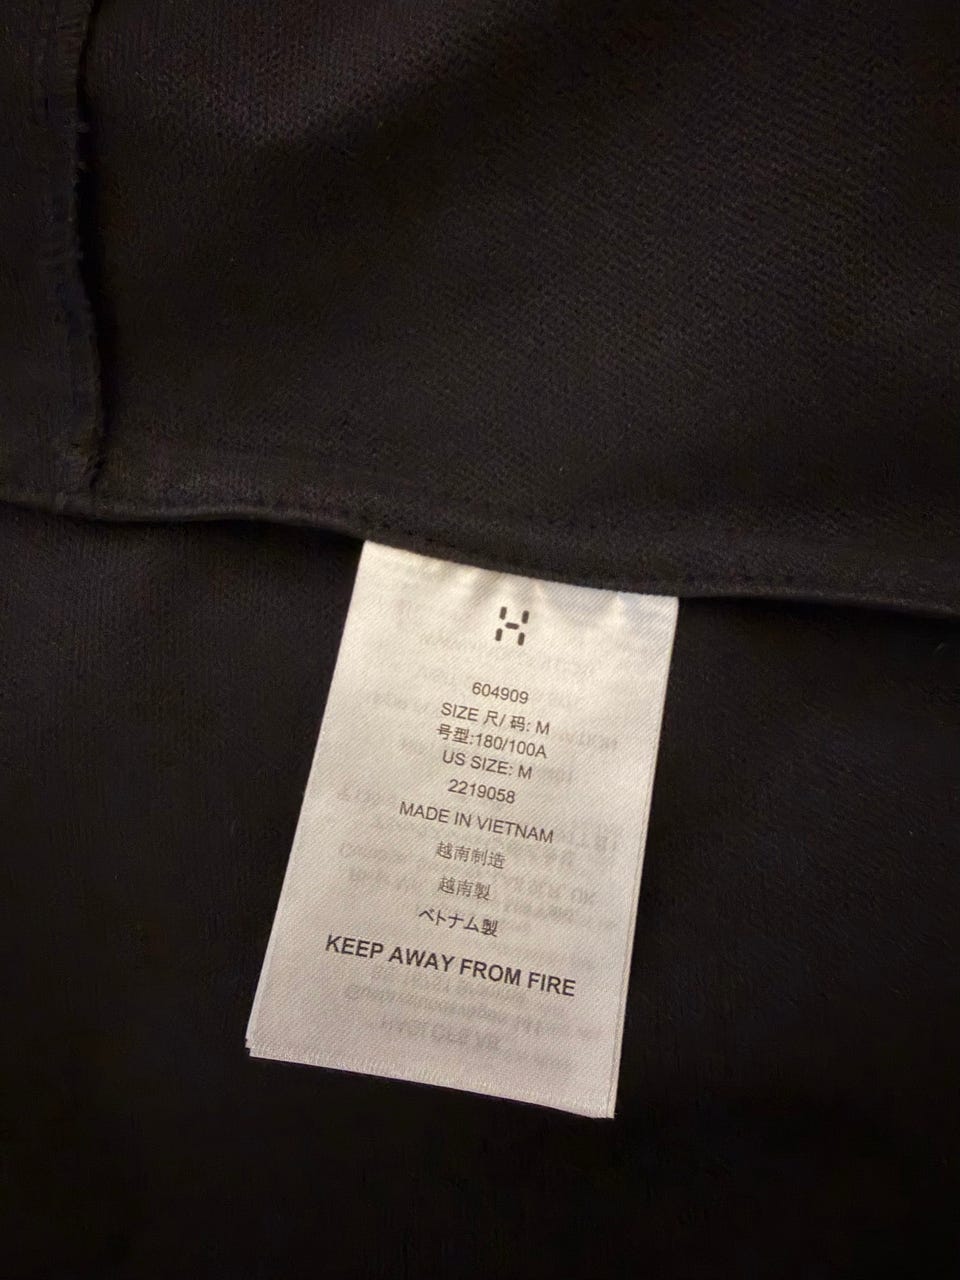 604909
SIZE 尺/ 码: M
号型:180/100A
US SIZE: M
2219058
MADE IN VIETNAM
越南制造
越南製
ベトナム製
KEEP AWAY FROM FIRE